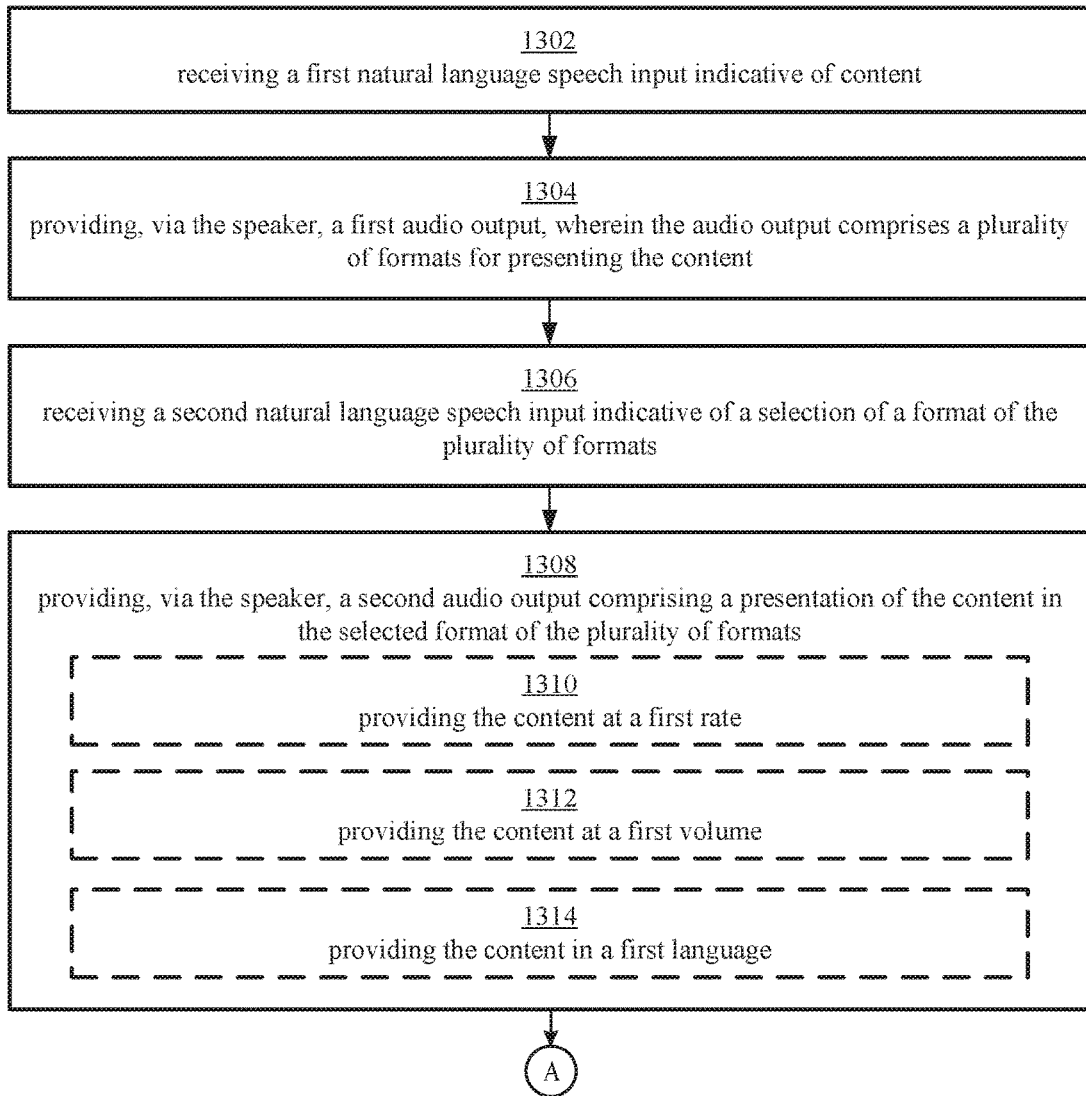 1302
receiving a first natural language speech input indicative of content
1304
providing, via the speaker, a first audio output, wherein the audio output comprises a plurality
of formats for presenting the content
1306
receiving a second natural language speech input indicative of a selection of a format of the
plurality of formats
1308
providing, via the speaker, a second audio output comprising a presentation of the content in
the selected format of the plurality of formats
1310
providing the content at a first rate
1312
providing the content at a first volume
1314
providing the content in a first language
A